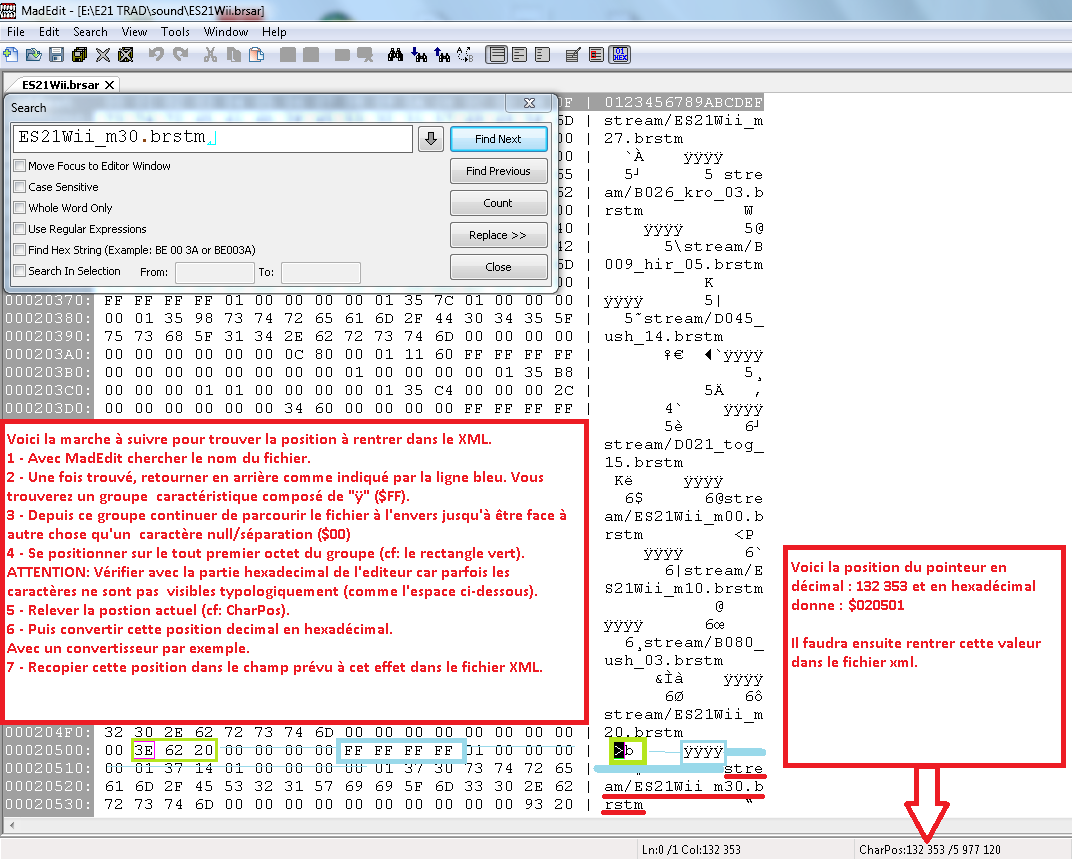 MadEdit - [E:\E21 TRAD\sound\ES21Wii.brsar]
File Edit Search View Tools Window Help
ES21Wii.brsar
Search
ES21Wii_m30.brstm
Find Next
Move Focus to Editor Window
Find Previous
Case Sensitive
Whole Word Only
Count
Use Regular Expressions
Replace >>
Find Hex String (Example: BE 00 3A or BE003A)
Search In Selection From: To:
Close
0F | 0123456789ABCDEF
5D | stream/ES21Wii_m
00 | 27.brstm
00 | `À ÿÿÿÿ
65 | 5┘ 5 stre
62 | am/B026_kro_03.b
00 | rstm W
00 | ÿÿÿÿ 5@
42 | 5\stream/B
6D | 009_hir_05.brstm
00 | K
00020370: FF FF FF FF 01 00 00 00 00 01 35 7C 01 00 00 00 | ÿÿÿÿ 5|
00020380: 00 01 35 98 73 74 72 65 61 6D 2F 44 30 34 35 5F | 5˜stream/D045_
00020390: 75 73 68 5F 31 34 2E 62 72 73 74 6D 00 00 00 00 | ush_14.brstm
000203A0: 00 00 00 00 00 00 0C 80 00 01 11 60 FF FF FF FF | ♀€ ◄`ÿÿÿÿ
000203B0: 00 00 00 00 00 00 00 00 01 00 00 00 00 01 35 B8 | 5¸
000203C0: 00 00 00 00 01 01 00 00 00 01 35 C4 00 00 00 2C | 5Ä ,
000203D0: 00 00 00 00 00 00 34 60 00 00 00 00 FF FF FF FF | 4` ÿÿÿÿ
5è 6┘
stream/D021_tog_
15.brstm
Kë ÿÿÿÿ
6$ 6@stre
am/ES21Wii_m00.b
rstm <P
ÿÿÿÿ 6`
6|stream/E
S21Wii_m10.brstm
@
ÿÿÿÿ 6œ
6¸stream/B080_
ush_03.brstm
&Ìà ÿÿÿÿ
6Ø 6ô
stream/ES21Wii_m
Voici la marche à suivre pour trouver la position à rentrer dans le XML.
1 - Avec MadEdit chercher le nom du fichier.
2 - Une fois trouvé, retourner en arrière comme indiqué par la ligne bleu. Vous
trouverez un groupe caractéristique composé de "ÿ" ($FF).
3 - Depuis ce groupe continuer de parcourir le fichier à l'envers jusqu'à être face à
autre chose qu'un caractère null/séparation ($00)
4 - Se positionner sur le tout premier octet du groupe (cf: le rectangle vert).
ATTENTION: Vérifier avec la partie hexadecimal de l'editeur car parfois les
caractères ne sont pas visibles typologiquement (comme l'espace ci-dessous).
5 - Relever la postion actuel (cf: CharPos).
6 - Puis convertir cette position decimal en hexadécimal.
Avec un convertisseur par exemple.
7 - Recopier cette position dans le champ prévu à cet effet dans le fichier XML.
Voici la position du pointeur en
décimal : 132 353 et en hexadécimal
donne : $020501
Il faudra ensuite rentrer cette valeur
dans le fichier xml.
000204F0: 32 30 2E 62 72 73 74 6D 00 00 00 00 00 00 00 00 | 20.brstm
00020500: 00 3E 62 20 00 00 00 00 FF FF FF FF 01 00 00 00 | >b ÿÿÿÿ
00020510: 00 01 37 14 01 00 00 00 00 01 37 30 73 74 72 65 | stre
00020520: 61 6D 2F 45 53 32 31 57 69 69 5F 6D 33 30 2E 62 | am/ES21Wii_m30.b
00020530: 72 73 74 6D 00 00 00 00 00 00 00 00 00 00 93 20 | rstm “
Ln:0 /1 Col:132 353 CharPos:132 353 /5 977 120